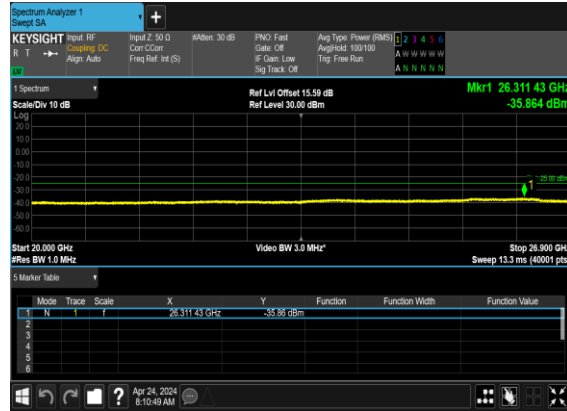 Spectrum Analyzer 1
Swept SA
+
KEYSIGHT Input: RF Input Z: 50 Ω #Atten: 30 dB PNO: Fast Avg Type: Power (RMS) 1 2 3 4 5 6
R T Coupling: DC Corr CCorr Gate: Off Avg|Hold: 100/100 A W W W W W
Align: Auto Freq Ref: Int (S) IF Gain: Low Trig: Free Run
Sig Track: Off A N N N N N
1 Spectrum Ref Lvl Offset 15.59 dB Mkr1 26.311 43 GHz
Scale/Div 10 dB Ref Level 30.00 dBm -35.864 dBm
Log
20.0
10.0
0.00
-10.0
-20.0
-25.00 dBm
1
-30.0
-40.0
-50.0
-60.0
Start 20.000 GHz Video BW 3.0 MHz* Stop 26.900 GHz
#Res BW 1.0 MHz Sweep 13.3 ms (40001 pts)
5 Marker Table
Mode Trace Scale X Y Function Function Width Function Value
1 N 1 f 26.311 43 GHz -35.86 dBm
2
3
4
5
6
? Apr 24, 2024
8:10:49 AM